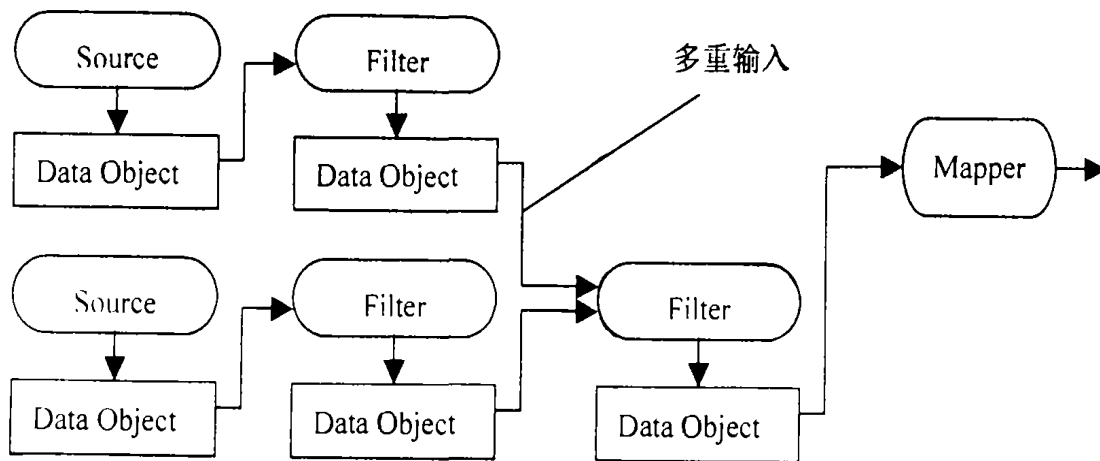 Source
Filter
多重输入
Data Object
Data Object
Mapper
Source
Filter
Filter
Data Object
Data Object
Data Object